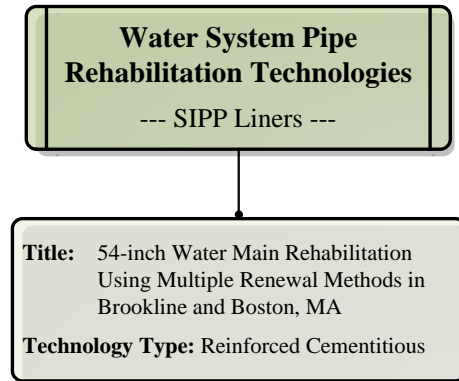 Water System Pipe
Rehabilitation Technologies
--- SIPP Liners ---
Title: 54-inch Water Main Rehabilitation
Using Multiple Renewal Methods in
Brookline and Boston, MA
Technology Type: Reinforced Cementitious